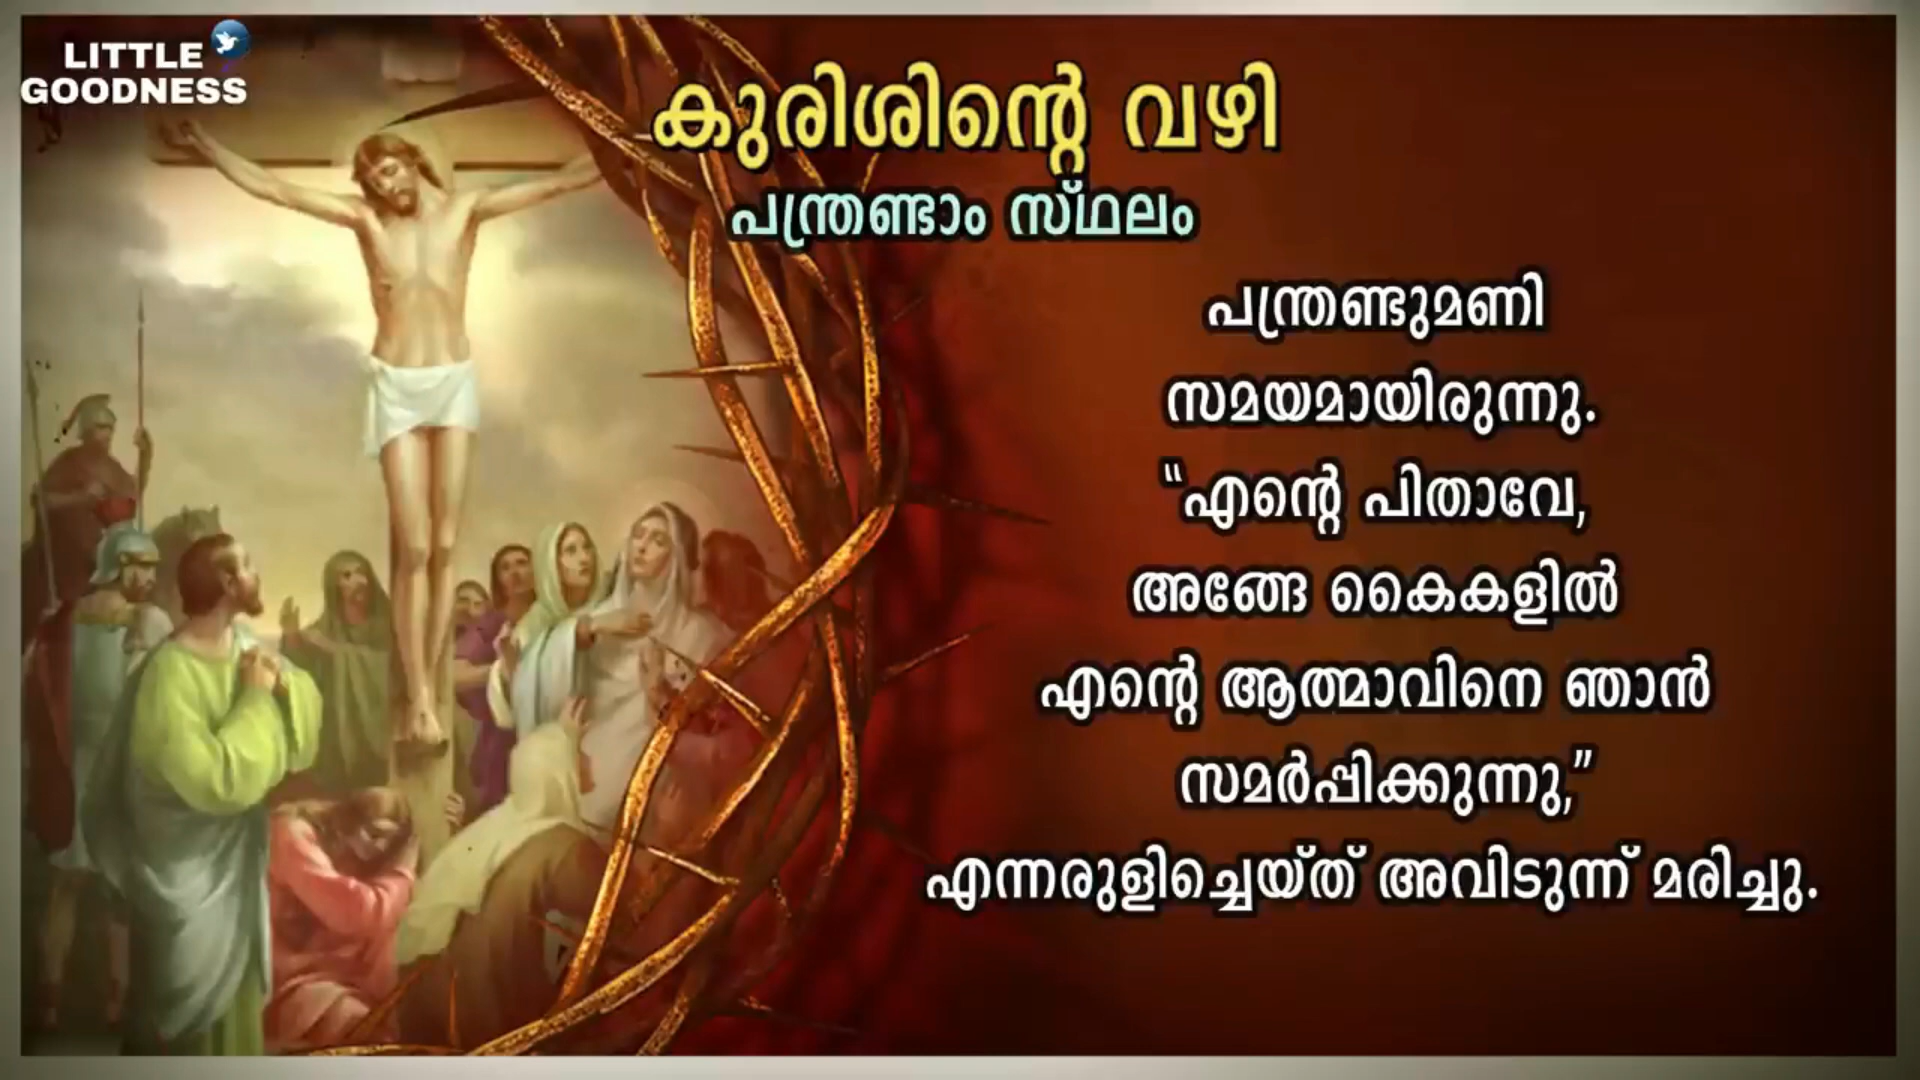 LITTLE
GOODNESS
കുരിശിന്റെ വഴി
പന്ത്രണ്ടാം സ്ഥലം
പന്ത്രണ്ടുമണി
സമയമായിരുന്നു.
“എന്റെ പിതാവേ,
അങ്ങേ കൈകളിൽ
എന്റെ ആത്മാവിനെ ഞാൻ
സമർപ്പിക്കുന്നു,”
എന്നരുളിച്ചെയ്ത് അവിടുന്ന് മരിച്ചു.